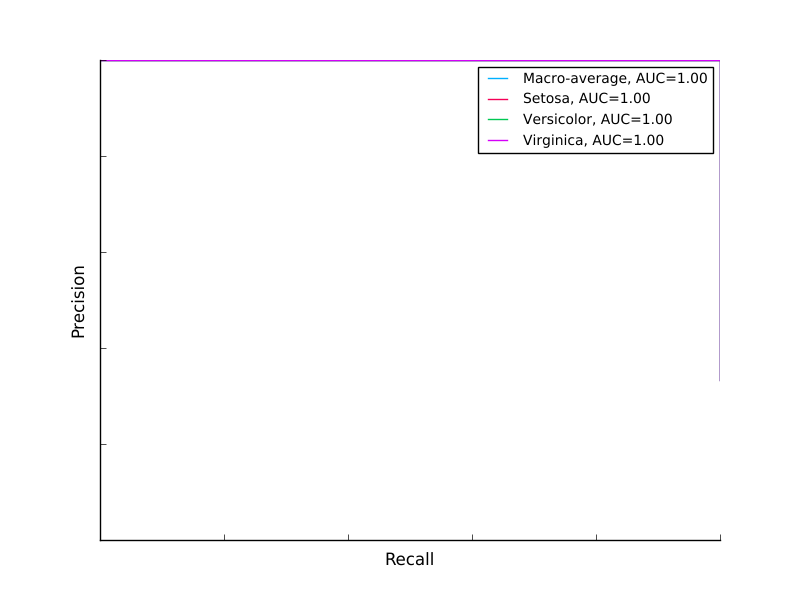 Macro-average, AUC=1.00
Setosa, AUC=1.00
Versicolor, AUC=1.00
Virginica, AUC=1.00
Precision
Recall